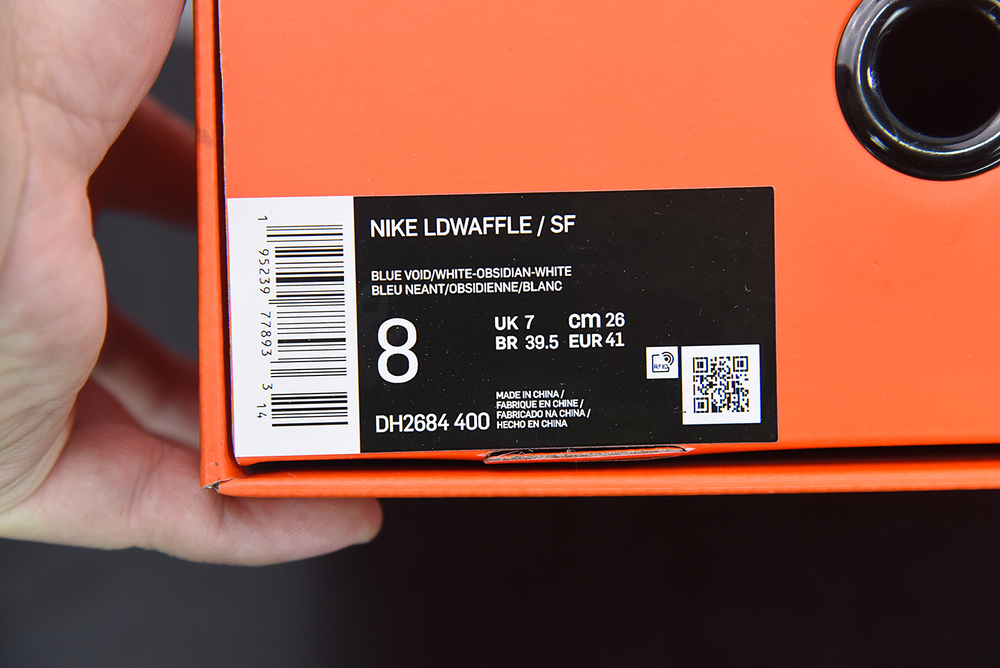 NIKE LDWAFFLE / SF
BLUE VOID/WHITE-OBSIDIAN-WHITE
BLEU NEANT/OBSIDIENNE/BLANC
8
UK 7 cm 26
BR 39.5 EUR 41
RFID
MADE IN CHINA /
FABRIQUE EN CHINE /
FABRICADO NA CHINA /
HECHO EN CHINA
DH2684 400
1 95239 77893 3 14